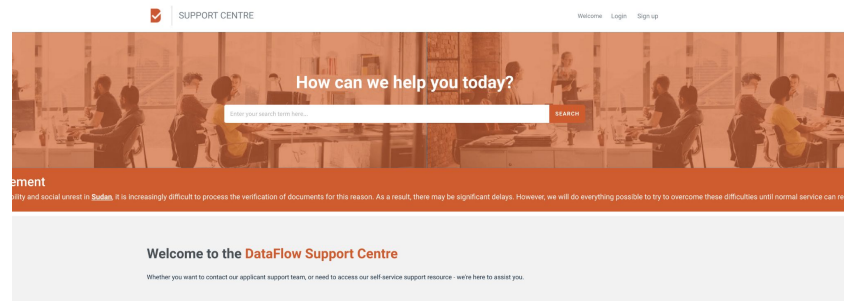 SUPPORT CENTRE
Welcome Login Sign up
How can we help you today?
Enter your search term here...
SEARCH
ement
bility and social unrest in Sudan, it is increasingly difficult to process the verification of documents for this reason. As a result, there may be significant delays. However, we will do everything possible to try to overcome these difficulties until normal service can re
Welcome to the DataFlow Support Centre
Whether you want to contact our applicant support team, or need to access our self-service support resource - we're here to assist you.